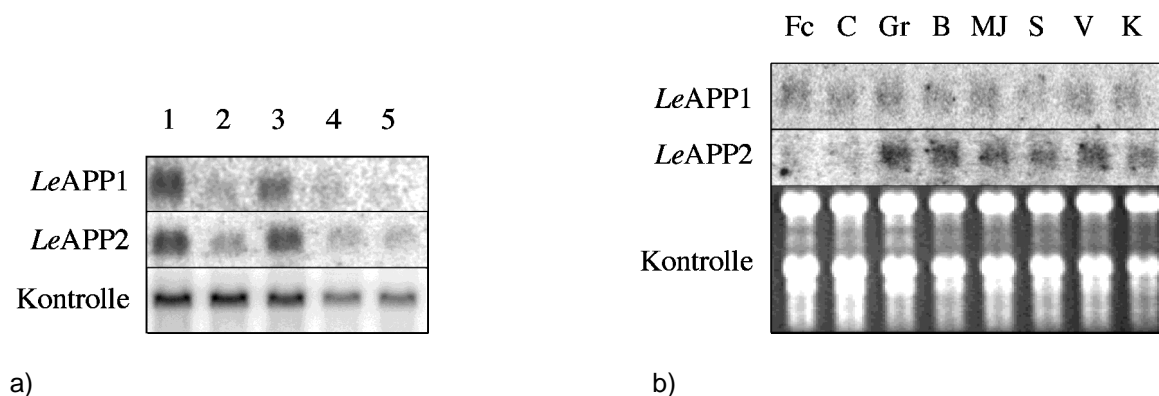 1 2 3 4 5
LeAPP1
LeAPP2
Kontrolle
a)
Fc C Gr B MJ S V K
LeAPP1
LeAPP2
Kontrolle
b)